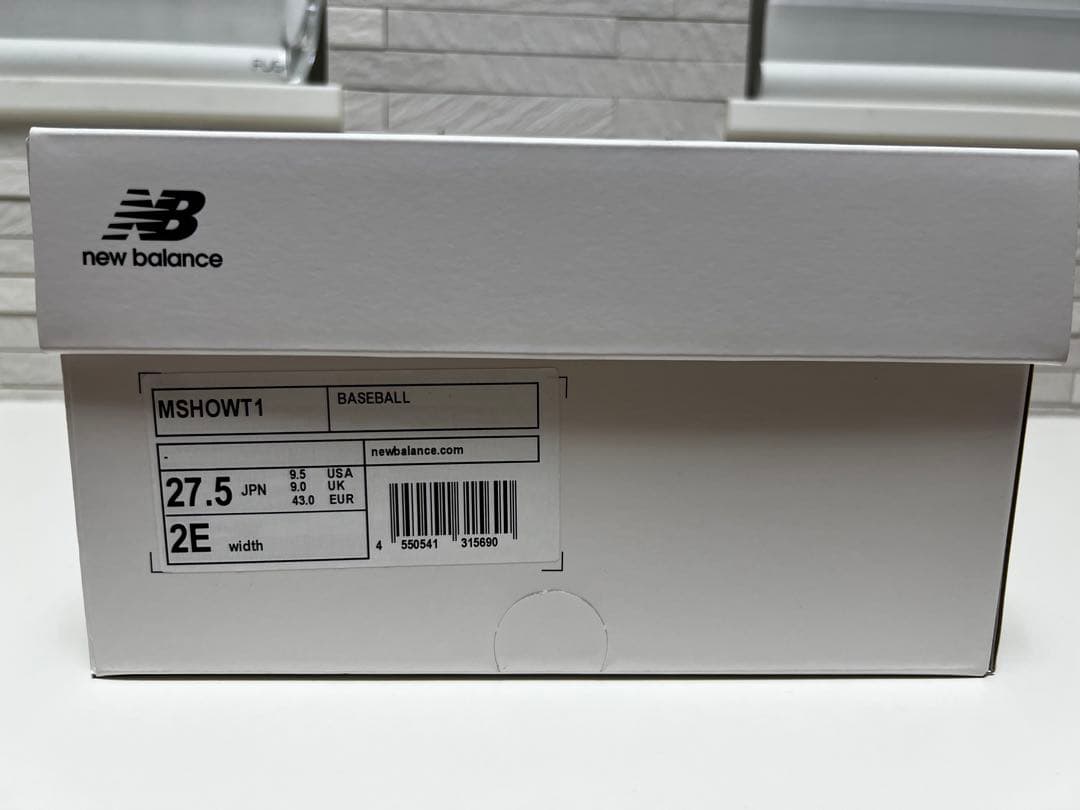 NB
new balance
MSHOWT1
BASEBALL
-
newbalance.com
27.5 JPN
9.5 USA
9.0 UK
43.0 EUR
2E width
4 550541 315690